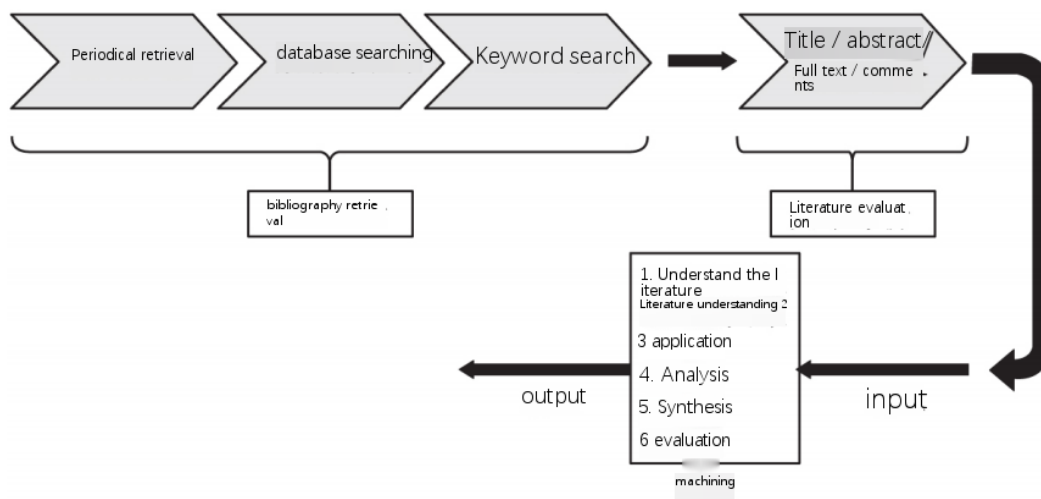 Periodical retrieval
database searching
Keyword search
Title / abstract/
Full text / comme
nts
bibliography retrie
val
Literature evaluat
ion
1. Understand the l
iterature
Literature understanding 2
3 application
4. Analysis
5. Synthesis
6 evaluation
output
input
machining